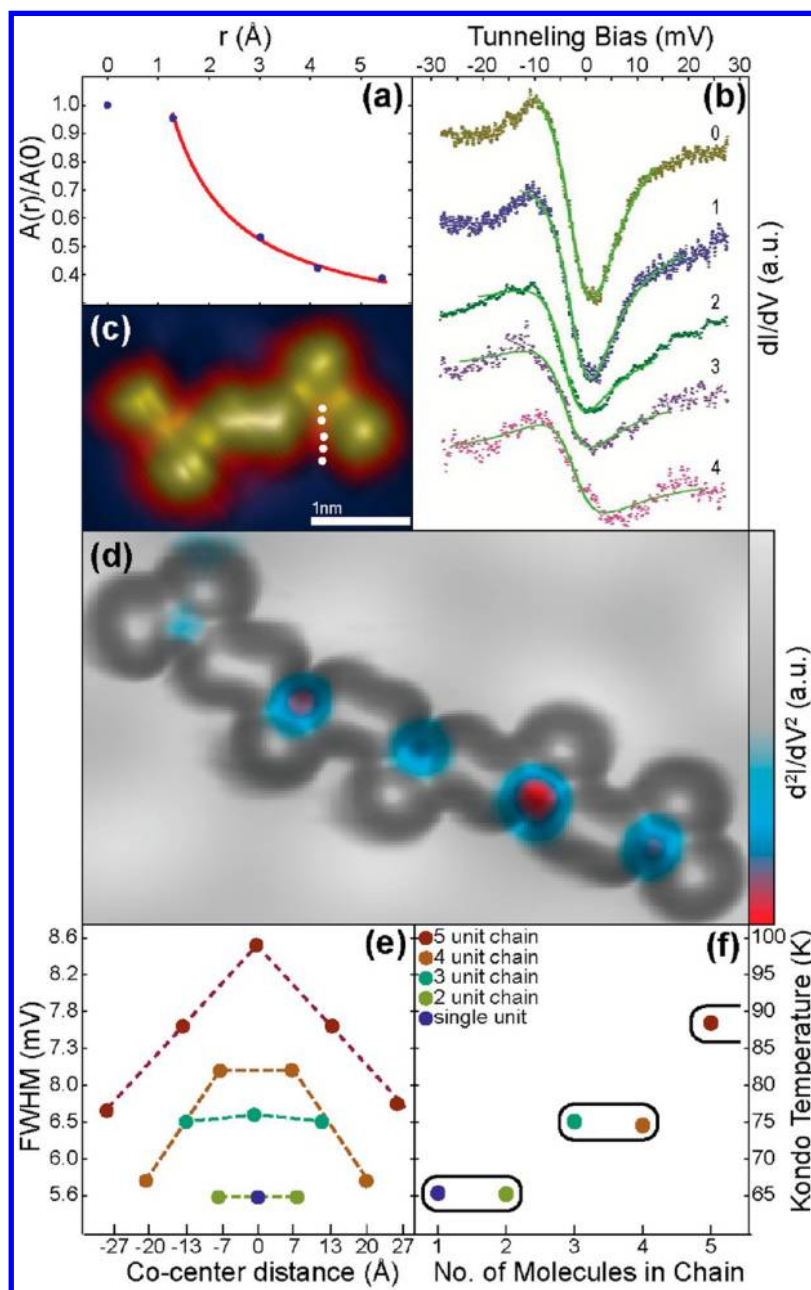 r (Å)
0 1 2 3 4 5
(a)
A(r)/A(0)
1.0
0.9
0.8
0.7
0.6
0.5
0.4
Tunneling Bias (mV)
-30 -20 -10 0 10 20 30
(b)
0
1
2
3
4
dI/dV (a.u.)
(c)
1nm
(d)
d²I/dV² (a.u.)
(e)
FWHM (mV)
8.6
8.2
7.8
7.3
8.0
6.5
6.0
5.6
-27 -20 -13 -7 0 7 13 20 27
Co-center distance (Å)
(f)
5 unit chain
4 unit chain
3 unit chain
2 unit chain
single unit
100
95
90
85
80
75
70
65
Kondo Temperature (K)
1 2 3 4 5
No. of Molecules in Chain